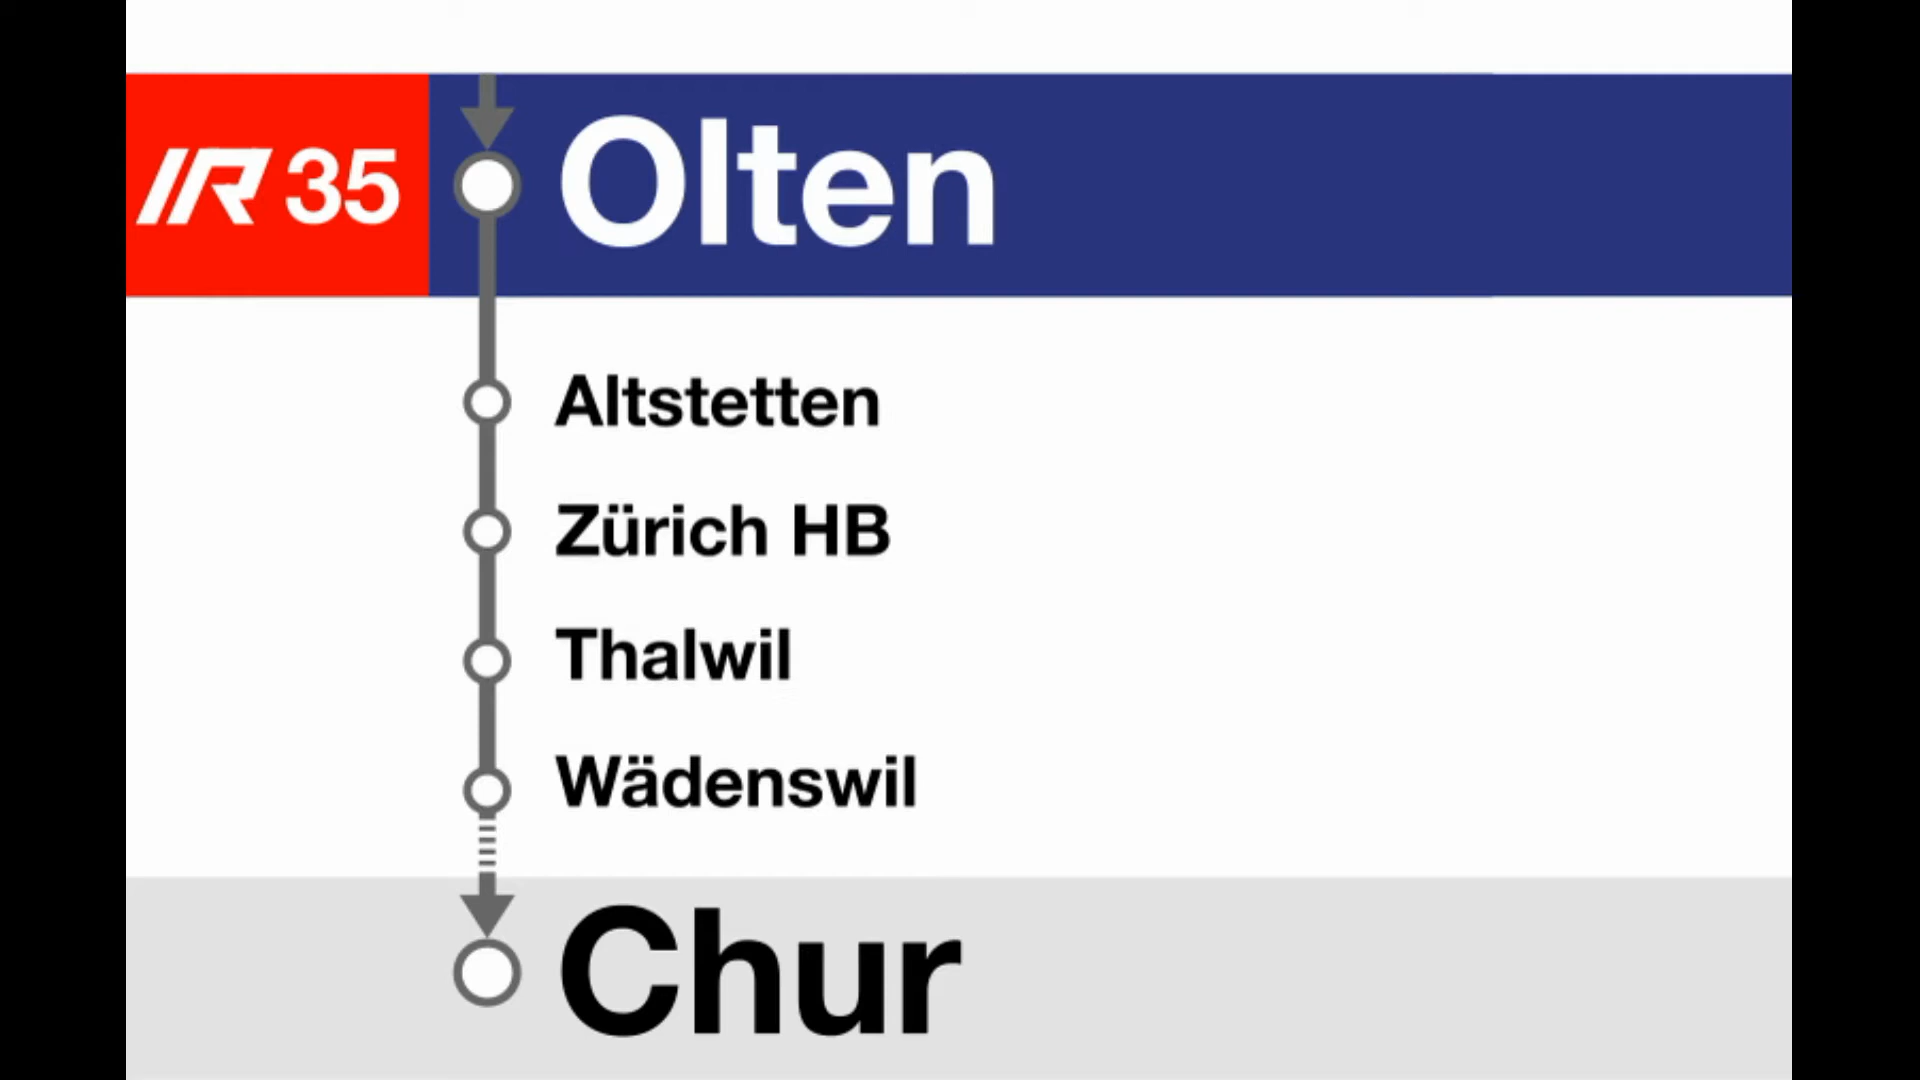 IR 35 Olten
Altstetten
Zürich HB
Thalwil
Wädenswil
Chur